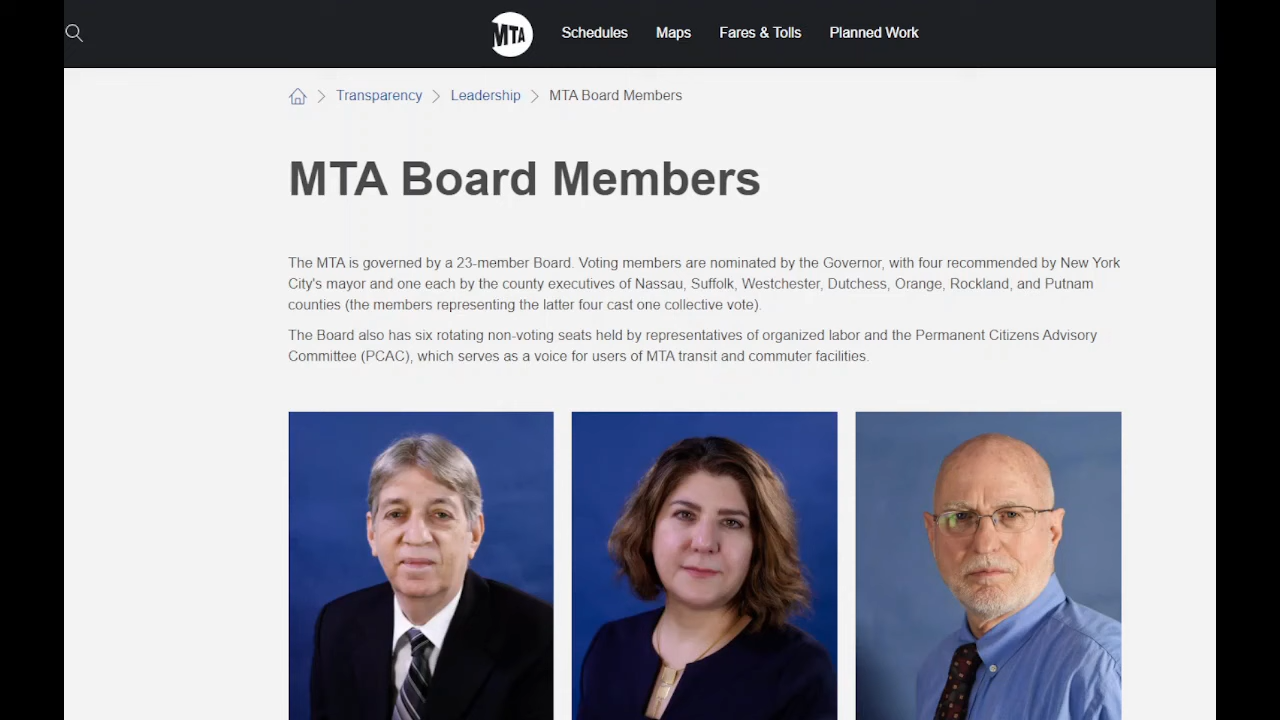 MTA
Schedules
Maps
Fares & Tolls
Planned Work
Transparency
Leadership
MTA Board Members
MTA Board Members
The MTA is governed by a 23-member Board. Voting members are nominated by the Governor, with four recommended by New York
City's mayor and one each by the county executives of Nassau, Suffolk, Westchester, Dutchess, Orange, Rockland, and Putnam
counties (the members representing the latter four cast one collective vote).
The Board also has six rotating non-voting seats held by representatives of organized labor and the Permanent Citizens Advisory
Committee (PCAC), which serves as a voice for users of MTA transit and commuter facilities.